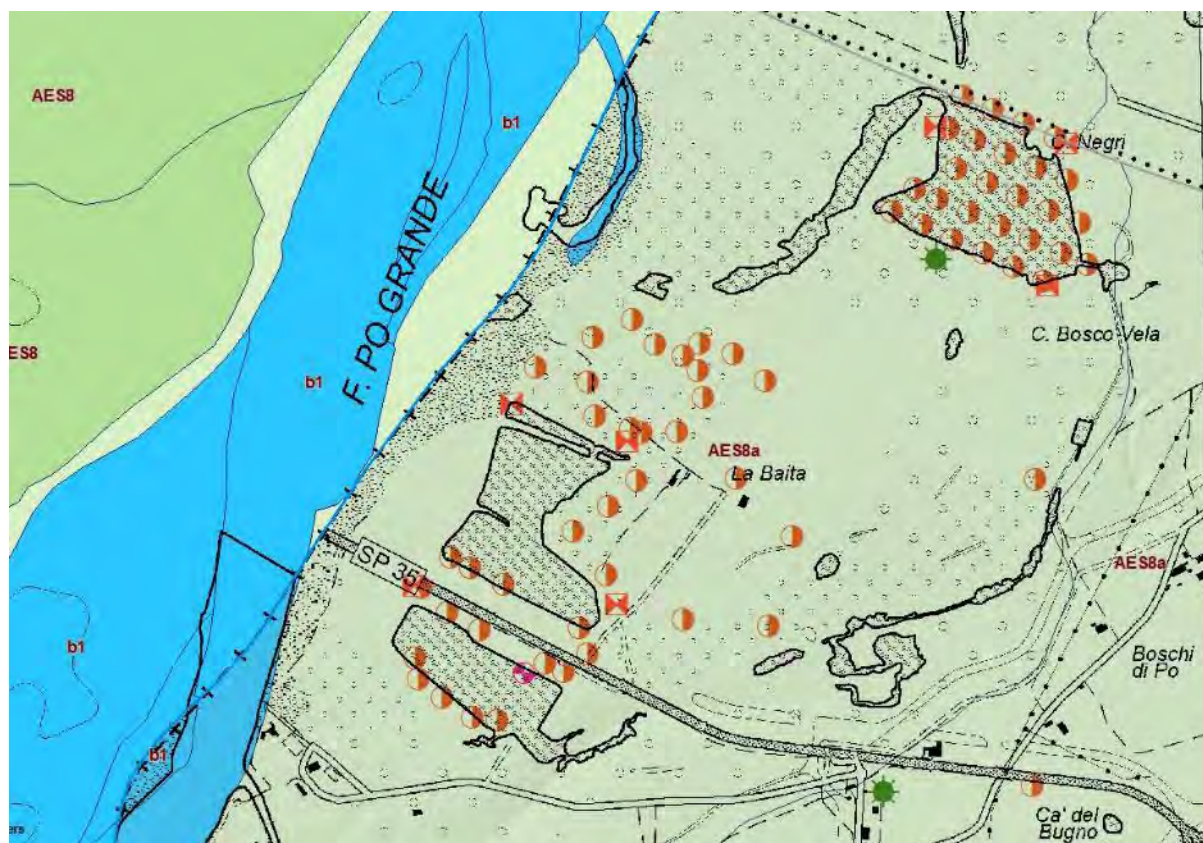 AES8
b1
C. Negri
F. PO GRANDE
C. Bosco Vela
ES8
b1
AES8a
La Baita
SP 35
AES8a
b1
Boschi
di Po
b1
Ca' del
Bugno
ers